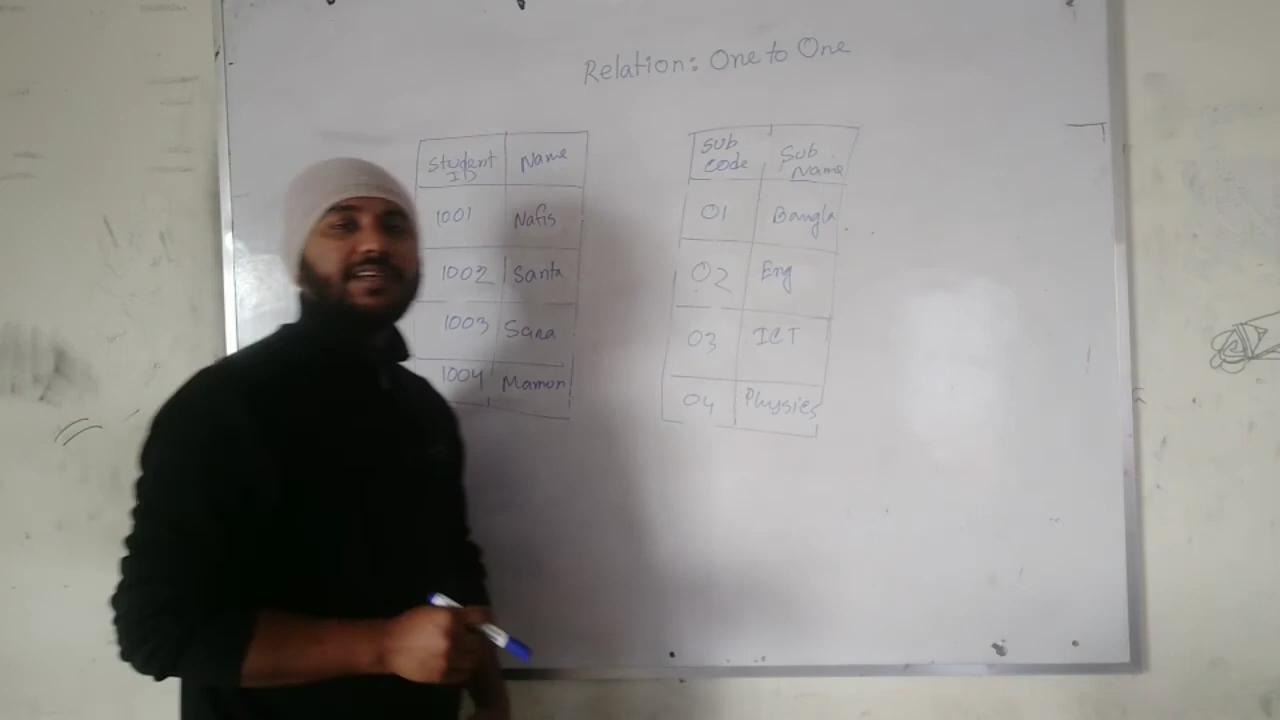 Relation: One to One
Student ID Name
1001 Nafis
1002 Santa
1003 Sara
1004 Mamon
Sub code Sub Name
01 Bangla
02 Eng
03 ICT
04 Physics